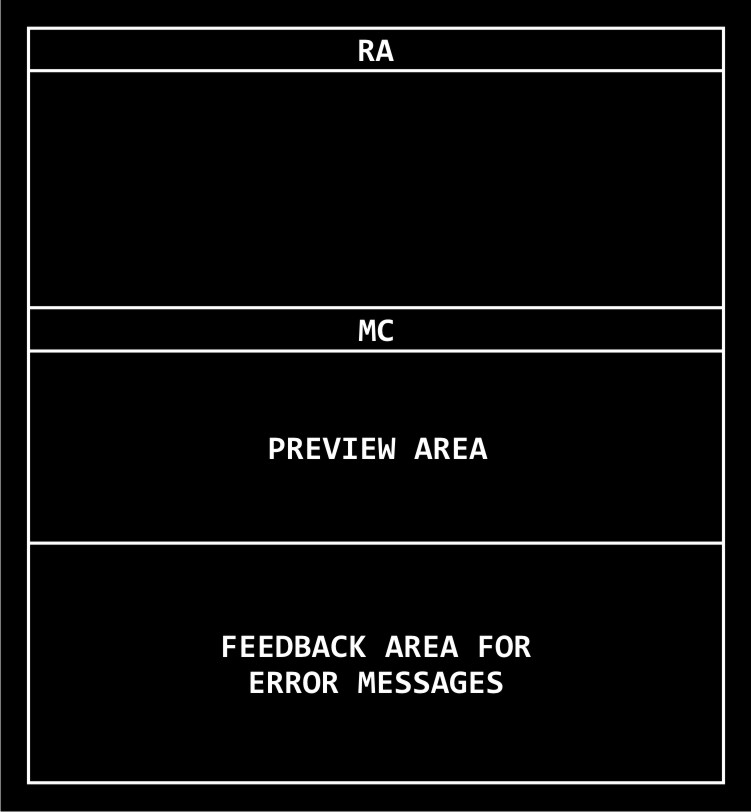 RA
MC
PREVIEW AREA
FEEDBACK AREA FOR
ERROR MESSAGES